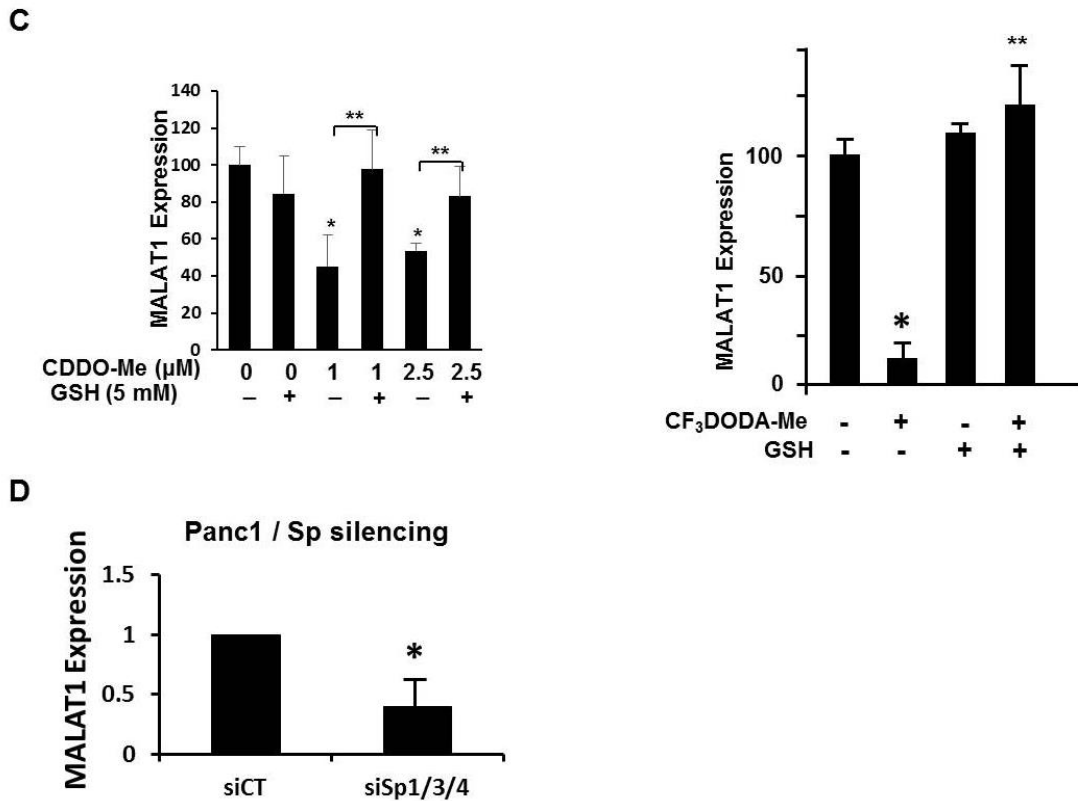 C
MALAT1 Expression
140
120
100
80
60
40
20
0
**
**
*
*
CDDO-Me (µM) 0 0 1 1 2.5 2.5
GSH (5 mM) – + – + – +
MALAT1 Expression
100
50
0
*
**
CF₃DODA-Me - + - +
GSH - - + +
D
Panc1 / Sp silencing
MALAT1 Expression
1.5
1
0.5
0
*
siCT siSp1/3/4